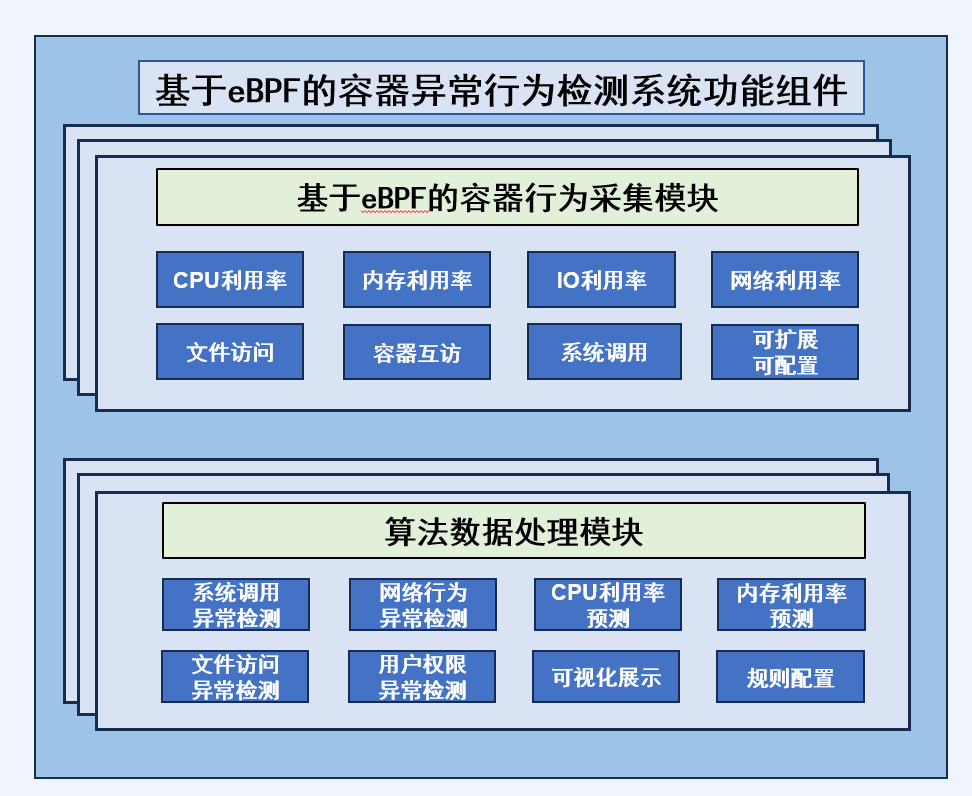 基于eBPF的容器异常行为检测系统功能组件
基于eBPF的容器行为采集模块
CPU利用率
内存利用率
IO利用率
网络利用率
文件访问
容器互访
系统调用
可扩展
可配置
算法数据处理模块
系统调用
异常检测
网络行为
异常检测
CPU利用率
预测
内存利用率
预测
文件访问
异常检测
用户权限
异常检测
可视化展示
规则配置